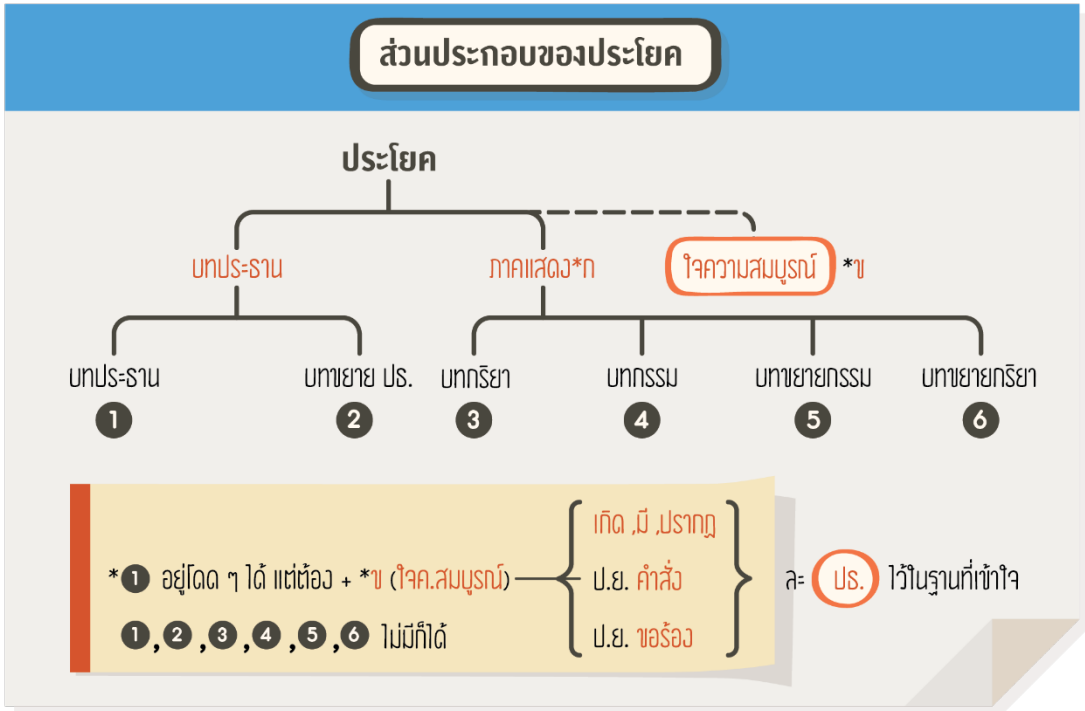 ส่วนประกอบของประโยค
ประโยค
บทประธาน ภาคแสดง*ก ใจความสมบูรณ์ *ข
บทประธาน บทขยาย ปธ. บทกริยา บทกรรม บทขยายกรรม บทขยายกริยา
1 2 3 4 5 6
เกิด ,มี ,ปรากฏ
*1 อยู่โดด ๆ ได้ แต่ต้อง + *ข (ใจค.สมบูรณ์) ป.ย. คำสั่ง ละ ปธ. ไว้ในฐานที่เข้าใจ
1 ,2 ,3 ,4 ,5 ,6 ไม่มีก็ได้ ป.ย. ขอร้อง